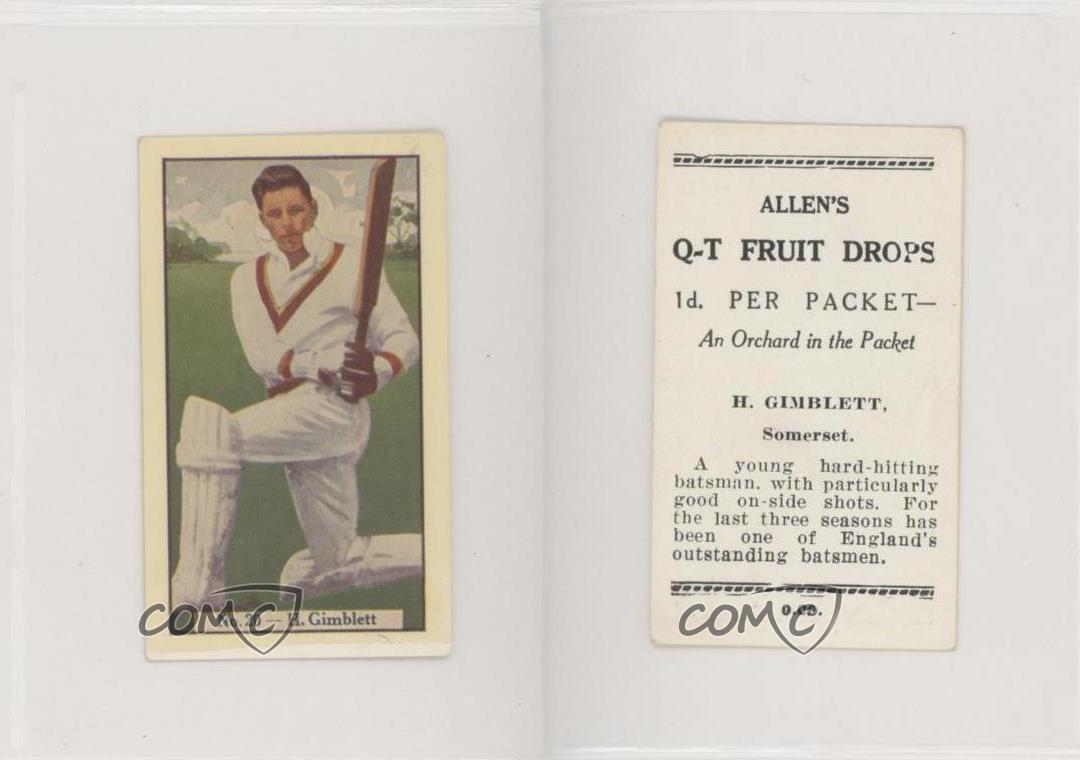 No. 20 — H. Gimblett
COMC
ALLEN'S
Q-T FRUIT DROPS
1d. PER PACKET—
An Orchard in the Packet
H. GIMBLETT,
Somerset.
A young hard-hitting
batsman. with particularly
good on-side shots. For
the last three seasons has
been one of England's
outstanding batsmen.
COMC